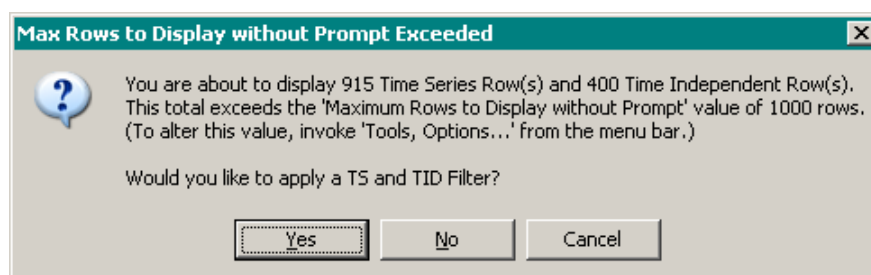 Max Rows to Display without Prompt Exceeded
You are about to display 915 Time Series Row(s) and 400 Time Independent Row(s).
This total exceeds the 'Maximum Rows to Display without Prompt' value of 1000 rows.
(To alter this value, invoke 'Tools, Options...' from the menu bar.)
Would you like to apply a TS and TID Filter?
Yes No Cancel